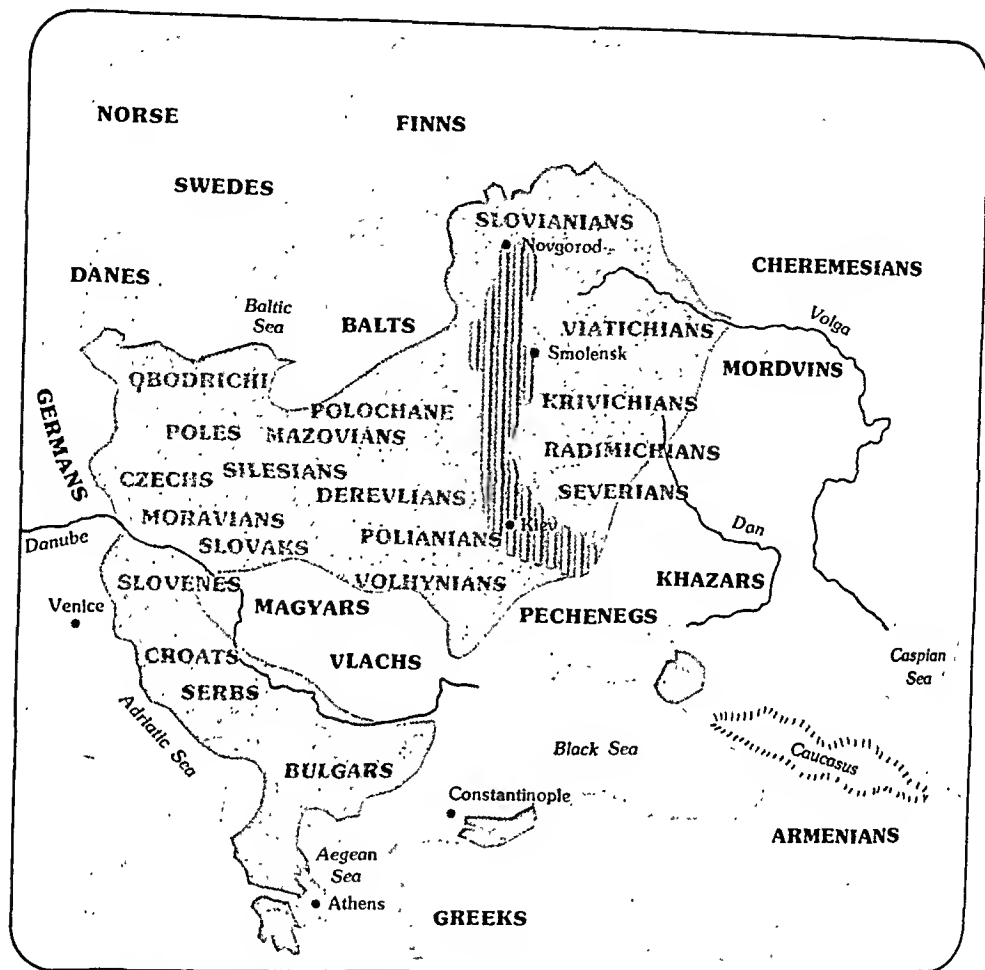 NORSE
FINNS
SWEDES
SLOVIANIANS
Novgorod
DANES
CHEREMESIANS
Baltic
Sea
BALTS
Volga
VIATICHIANS
Smolensk
MORDVINS
OBODRICHI
GERMANS
POLOCHANE
KRIVICHIANS
POLES
MAZOVIANS
RADIMICHIANS
CZECHS
SILESIANS
DEREVLIANS
SEVERIANS
MORAVIANS
Kiev
Dan
Danube
SLOVAKS
POLIANIANS
SLOVENES
VOLHYNIANS
KHAZARS
Venice
MAGYARS
PECHENEGS
CROATS
VLACHS
Caspian
Sea
SERBS
Adriatic Sea
Black Sea
Caucasus
BULGARS
Constantinople
ARMENIANS
Aegean
Sea
Athens
GREEKS